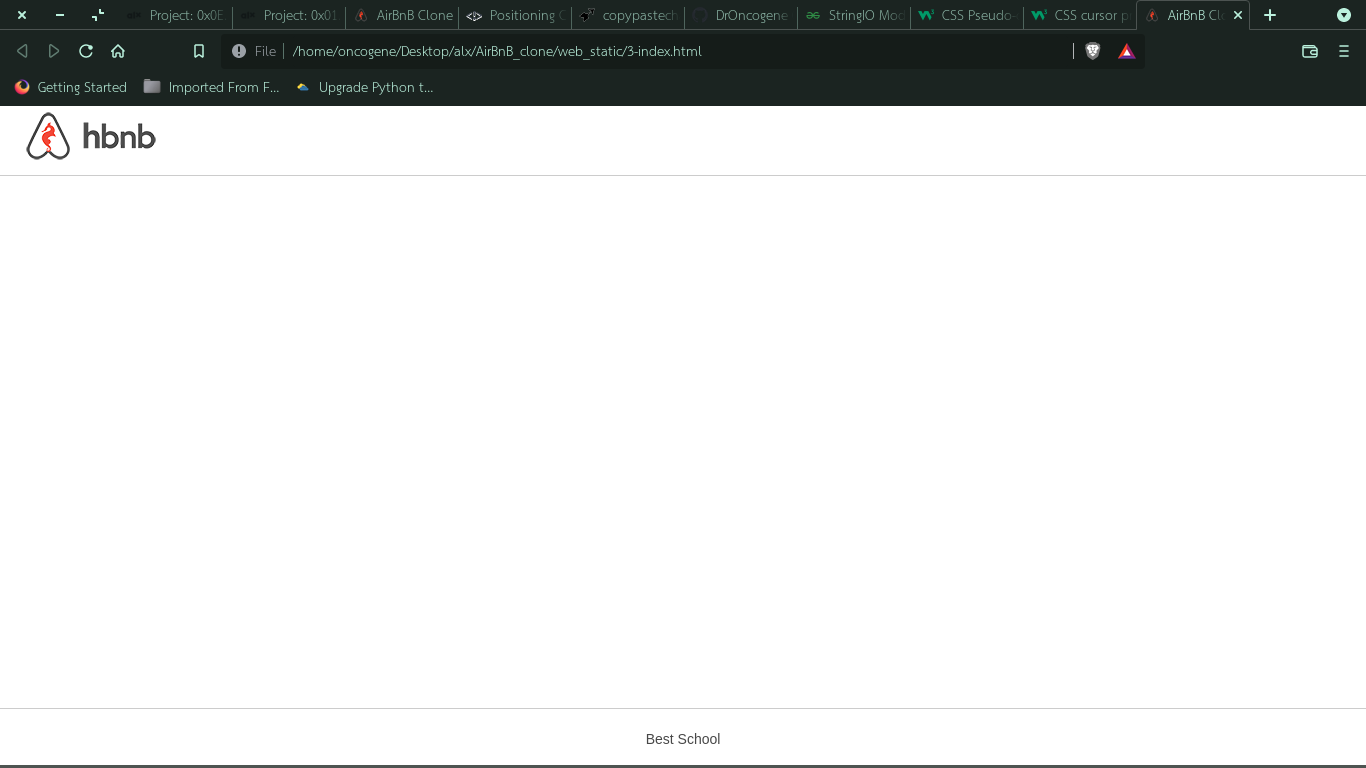 Project: 0x0E
Project: 0x01
AirBnB Clone
Positioning C
copypastech
DrOncogene
StringIO Mod
CSS Pseudo-
CSS cursor p
AirBnB Cl
File
/home/oncogene/Desktop/alx/AirBnB_clone/web_static/3-index.html
Getting Started
Imported From F...
Upgrade Python t...
hbnb
Best School